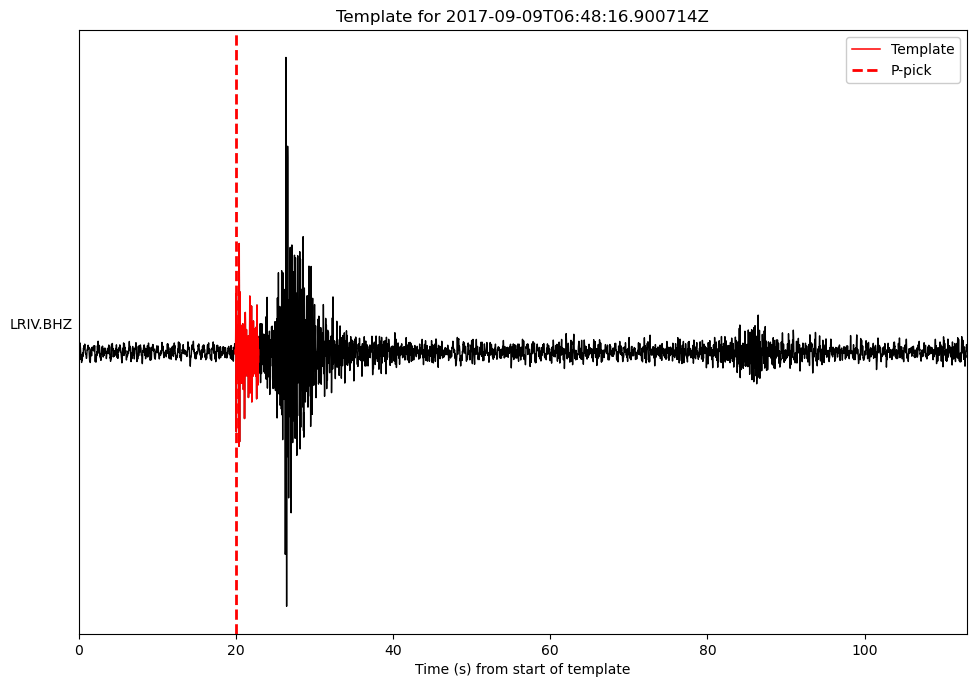 Template for 2017-09-09T06:48:16.900714Z
Template
P-pick
LRIV.BHZ
0 20 40 60 80 100
Time (s) from start of template